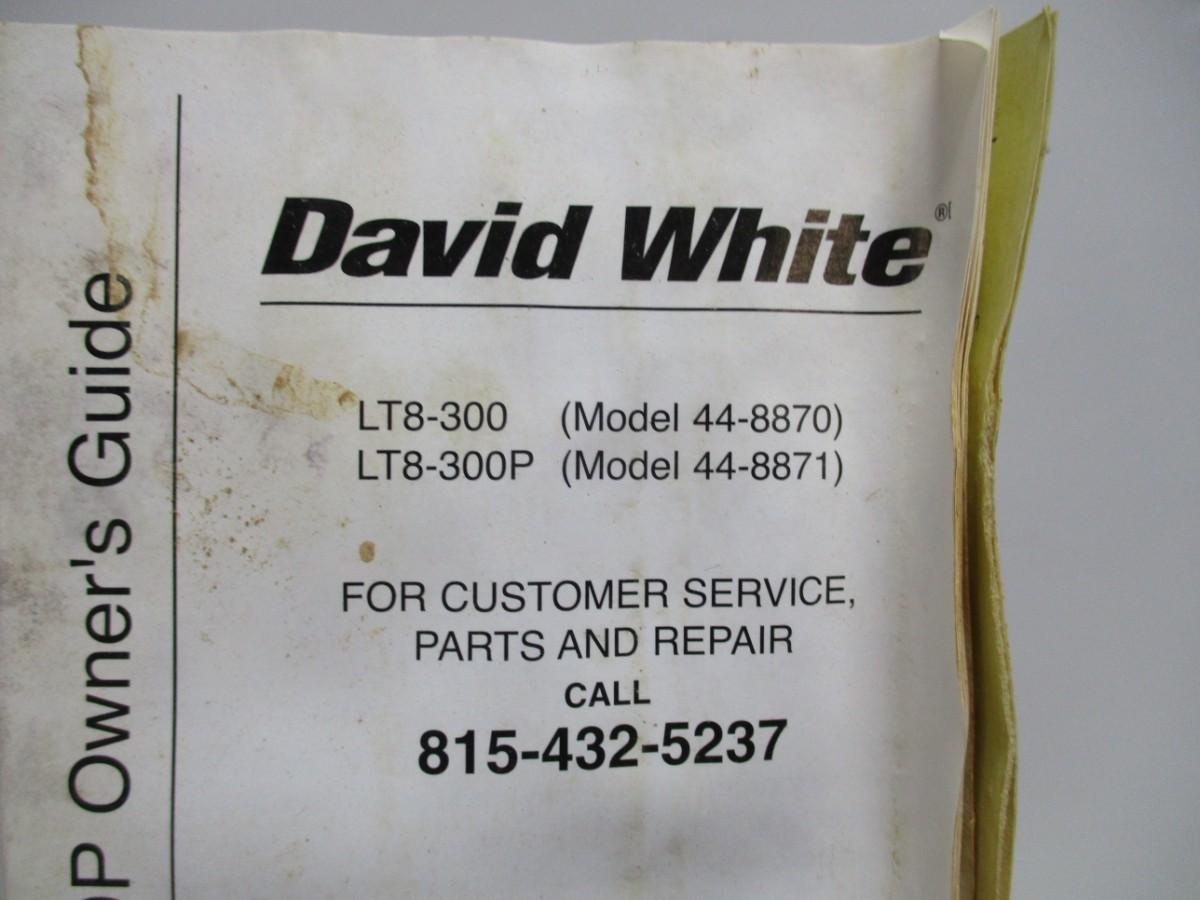 David White®
LT8-300 (Model 44-8870)
LT8-300P (Model 44-8871)
FOR CUSTOMER SERVICE,
PARTS AND REPAIR
CALL
815-432-5237
Owner's Guide